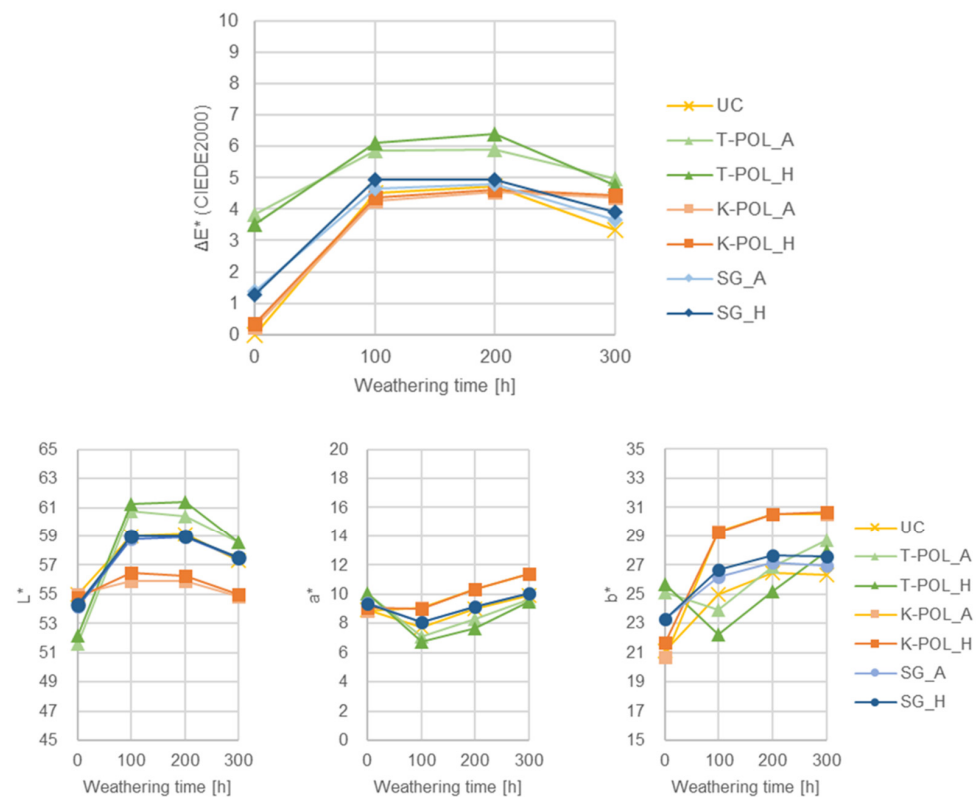 10
9
8
7
6
5
4
3
2
1
0
ΔE* (CIEDE2000)
0 100 200 300
Weathering time [h]
UC
T-POL_A
T-POL_H
K-POL_A
K-POL_H
SG_A
SG_H
65
63
61
59
57
55
53
51
49
47
45
L*
0 100 200 300
Weathering time [h]
20
18
16
14
12
10
8
6
4
2
0
a*
0 100 200 300
Weathering time [h]
35
33
31
29
27
25
23
21
19
17
15
b*
0 100 200 300
Weathering time [h]
UC
T-POL_A
T-POL_H
K-POL_A
K-POL_H
SG_A
SG_H